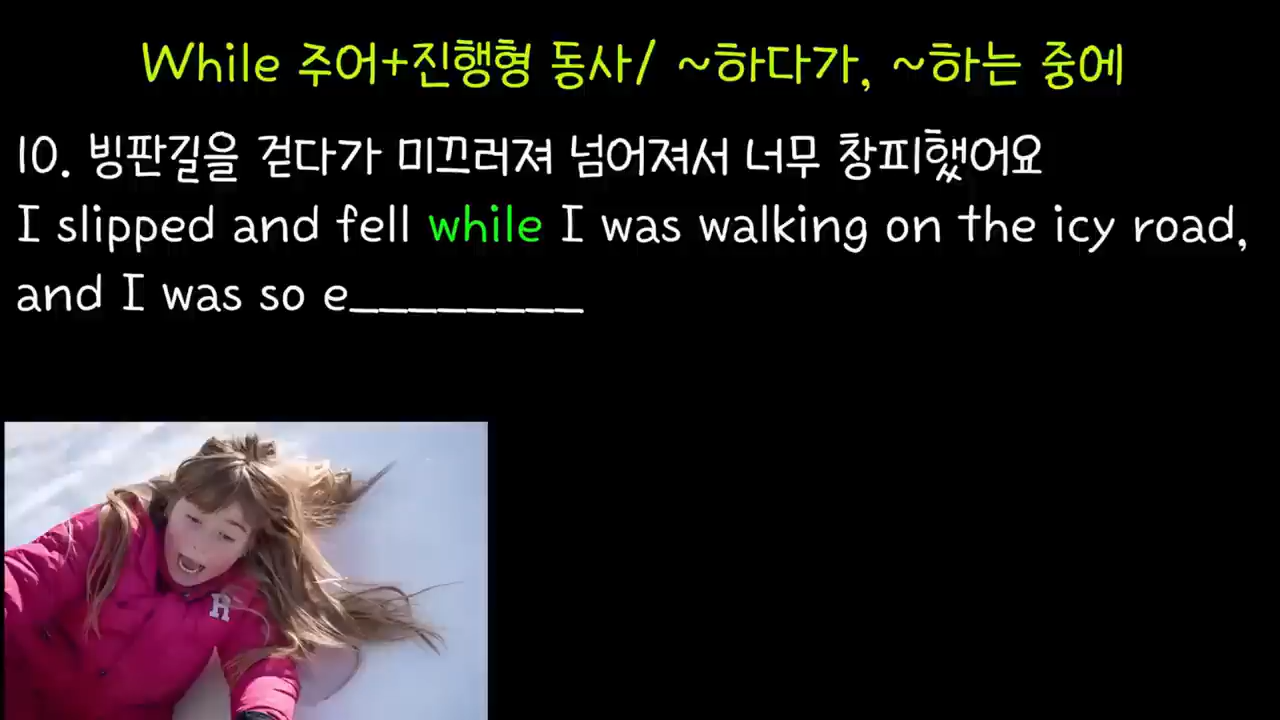 While 주어+진행형 동사/ ~하다가, ~하는 중에
10. 빙판길을 걷다가 미끄러져 넘어져서 너무 창피했어요
I slipped and fell while I was walking on the icy road,
and I was so e________
R